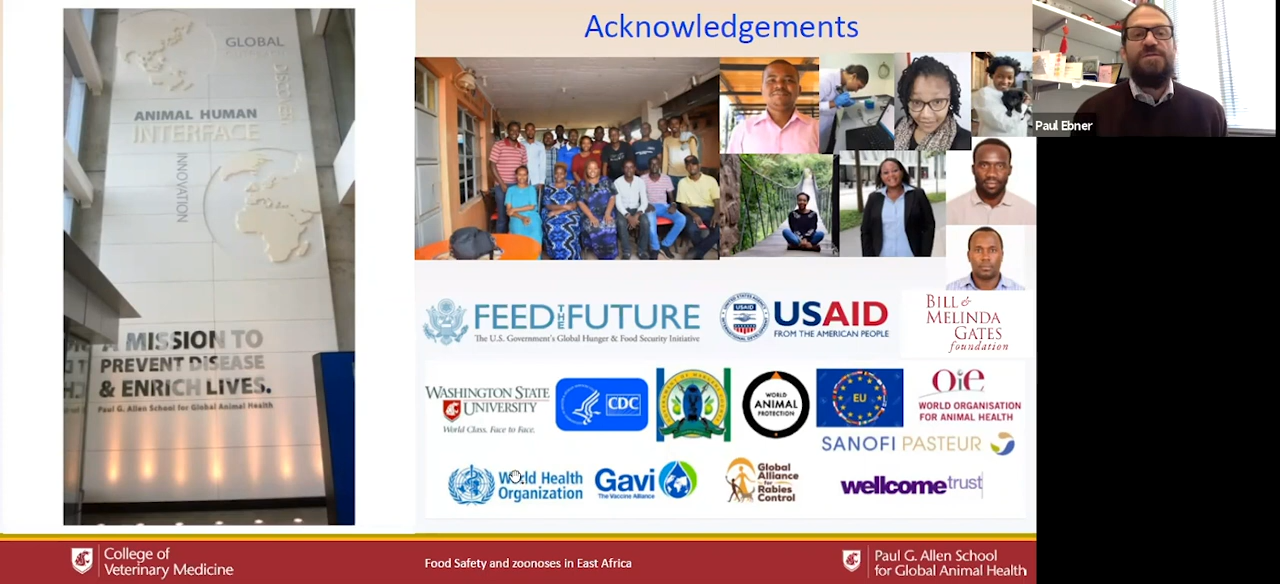 GLOBAL
DISCOVER
ANIMAL HUMAN
INTERFACE
INNOVATION
A MISSION TO
PREVENT DISEASE
& ENRICH LIVES.
Paul G. Allen School for Global Animal Health
Acknowledgements
Paul Ebner
FEED THE FUTURE
The U.S. Government's Global Hunger & Food Security Initiative
USAID
USAID
FROM THE AMERICAN PEOPLE
BILL &
MELINDA
GATES
foundation
WASHINGTON STATE
UNIVERSITY
World Class. Face to Face.
CDC
WORLD
ANIMAL
PROTECTION
EU
OiE
WORLD ORGANISATION
FOR ANIMAL HEALTH
SANOFI PASTEUR
World Health
Organization
Gavi
The Vaccine Alliance
Global
Alliance
for
Rabies
Control
wellcometrust
College of
Veterinary Medicine
Food Safety and zoonoses in East Africa
Paul G. Allen School
for Global Animal Health